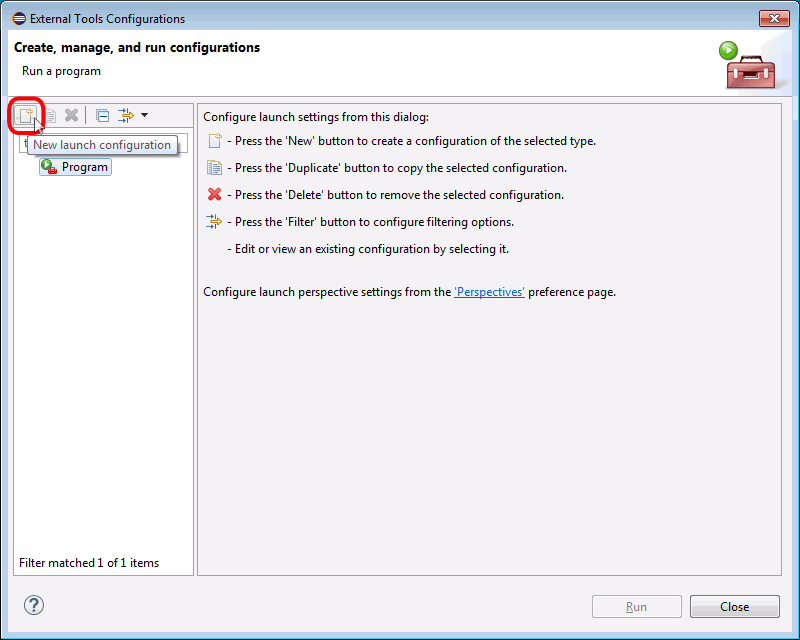 External Tools Configurations
Create, manage, and run configurations
Run a program
New launch configuration
Program
Filter matched 1 of 1 items
Configure launch settings from this dialog:
- Press the 'New' button to create a configuration of the selected type.
- Press the 'Duplicate' button to copy the selected configuration.
- Press the 'Delete' button to remove the selected configuration.
- Press the 'Filter' button to configure filtering options.
- Edit or view an existing configuration by selecting it.
Configure launch perspective settings from the 'Perspectives' preference page.
?
Run
Close